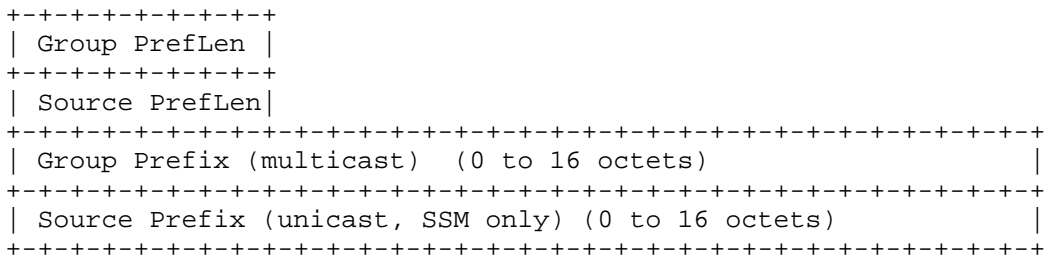 +-+-+-+-+-+-+-+-+
| Group PrefLen |
+-+-+-+-+-+-+-+-+
| Source PrefLen|
+-+-+-+-+-+-+-+-+-+-+-+-+-+-+-+-+-+-+-+-+-+-+-+-+-+-+-+-+-+-+-+-+
| Group Prefix (multicast)  (0 to 16 octets)                    |
+-+-+-+-+-+-+-+-+-+-+-+-+-+-+-+-+-+-+-+-+-+-+-+-+-+-+-+-+-+-+-+-+
| Source Prefix (unicast, SSM only) (0 to 16 octets)            |
+-+-+-+-+-+-+-+-+-+-+-+-+-+-+-+-+-+-+-+-+-+-+-+-+-+-+-+-+-+-+-+-+